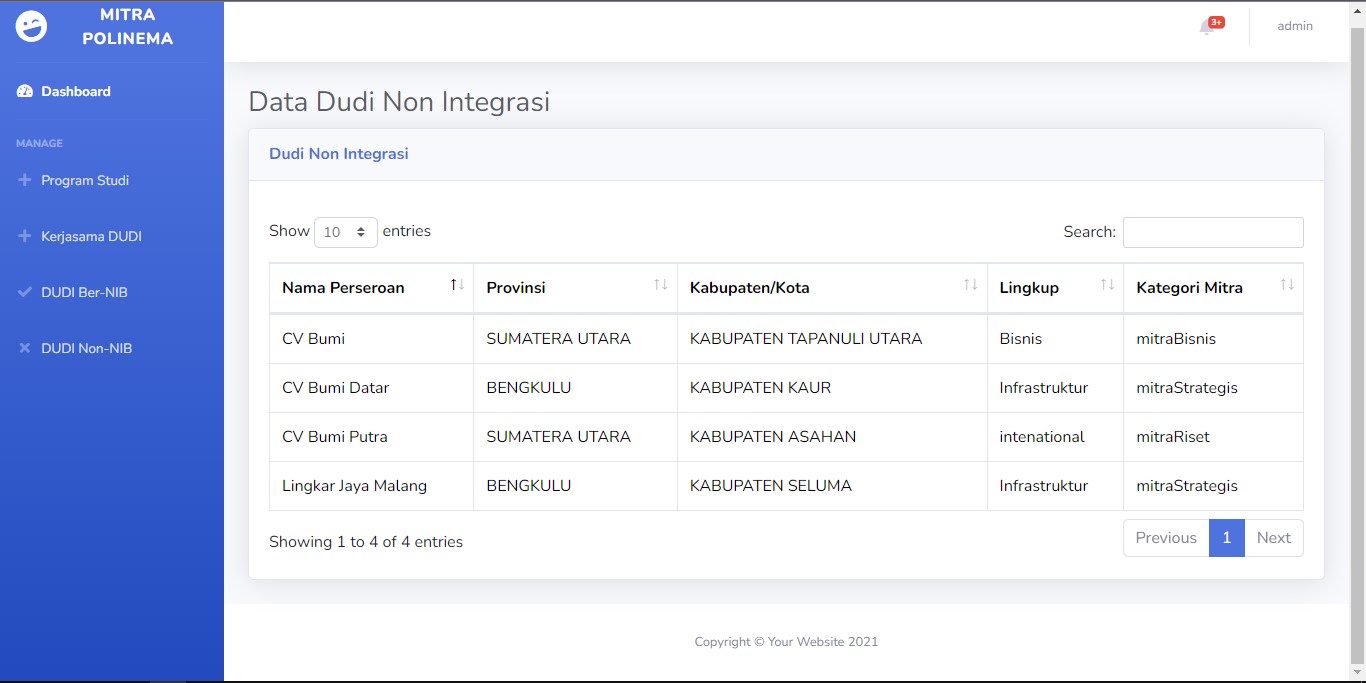 MITRA
POLINEMA
3+
admin
Dashboard
MANAGE
Program Studi
Kerjasama DUDI
DUDI Ber-NIB
DUDI Non-NIB
Data Dudi Non Integrasi
Dudi Non Integrasi
Show 10 entries
Search:
Nama Perseroan Provinsi Kabupaten/Kota Lingkup Kategori Mitra
CV Bumi SUMATERA UTARA KABUPATEN TAPANULI UTARA Bisnis mitraBisnis
CV Bumi Datar BENGKULU KABUPATEN KAUR Infrastruktur mitraStrategis
CV Bumi Putra SUMATERA UTARA KABUPATEN ASAHAN intenational mitraRiset
Lingkar Jaya Malang BENGKULU KABUPATEN SELUMA Infrastruktur mitraStrategis
Showing 1 to 4 of 4 entries
Previous 1 Next
Copyright © Your Website 2021